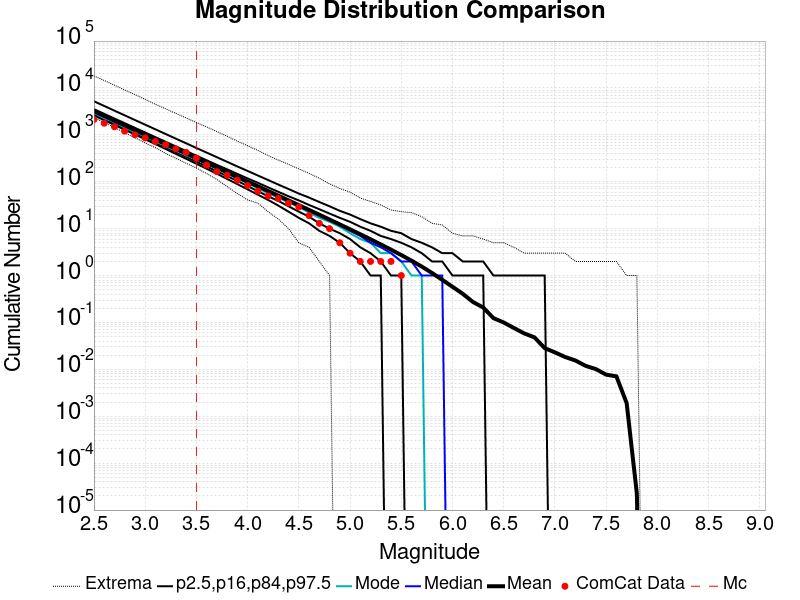 Magnitude Distribution Comparison
10^5
10^4
10^3
10^2
10^1
10^0
10^-1
10^-2
10^-3
10^-4
10^-5
Cumulative Number
2.5 3.0 3.5 4.0 4.5 5.0 5.5 6.0 6.5 7.0 7.5 8.0 8.5 9.0
Magnitude
Extrema p2.5,p16,p84,p97.5 Mode Median Mean ComCat Data Mc